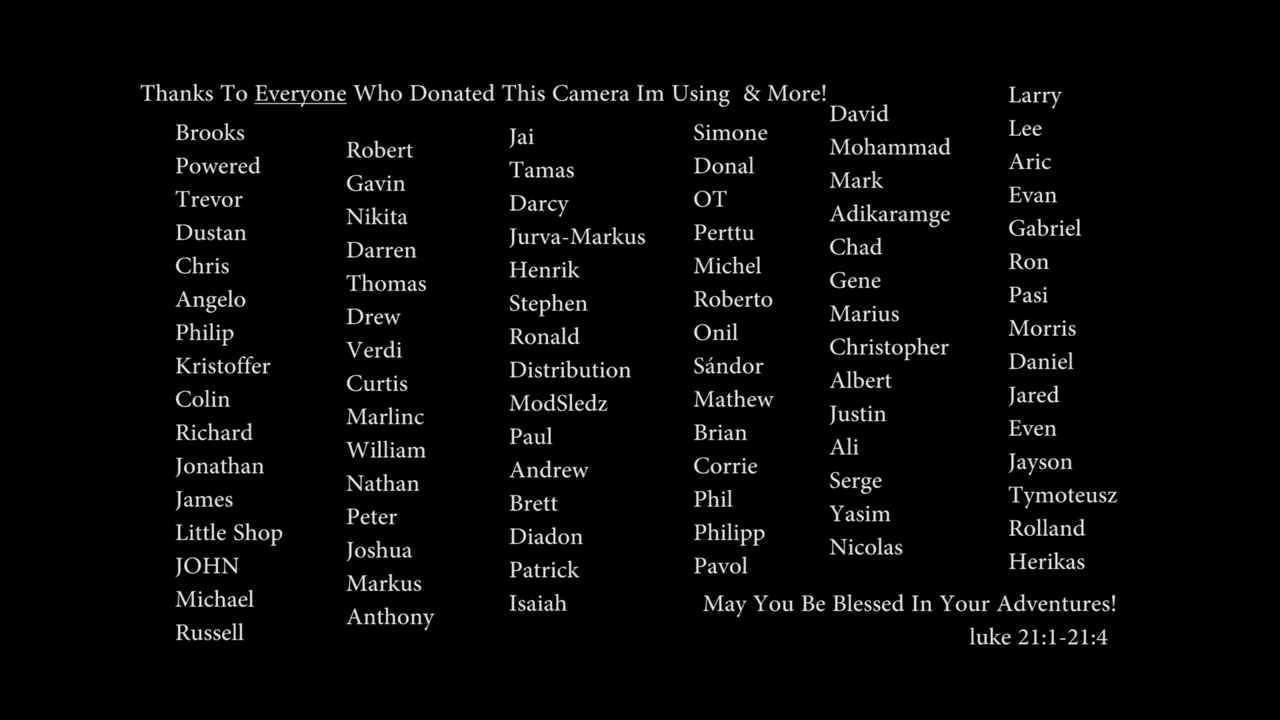 Thanks To Everyone Who Donated This Camera Im Using & More!
Brooks
Powered
Trevor
Dustan
Chris
Angelo
Philip
Kristoffer
Colin
Richard
Jonathan
James
Little Shop
JOHN
Michael
Russell
Robert
Gavin
Nikita
Darren
Thomas
Drew
Verdi
Curtis
Marlinc
William
Nathan
Peter
Joshua
Markus
Anthony
Jai
Tamas
Darcy
Jurva-Markus
Henrik
Stephen
Ronald
Distribution
ModSledz
Paul
Andrew
Brett
Diadon
Patrick
Isaiah
Simone
Donal
OT
Perttu
Michel
Roberto
Onil
Sándor
Mathew
Brian
Corrie
Phil
Philipp
Pavol
David
Mohammad
Mark
Adikaramge
Chad
Gene
Marius
Christopher
Albert
Justin
Ali
Serge
Yasim
Nicolas
Larry
Lee
Aric
Evan
Gabriel
Ron
Pasi
Morris
Daniel
Jared
Even
Jayson
Tymoteusz
Rolland
Herikas
May You Be Blessed In Your Adventures!
luke 21:1-21:4